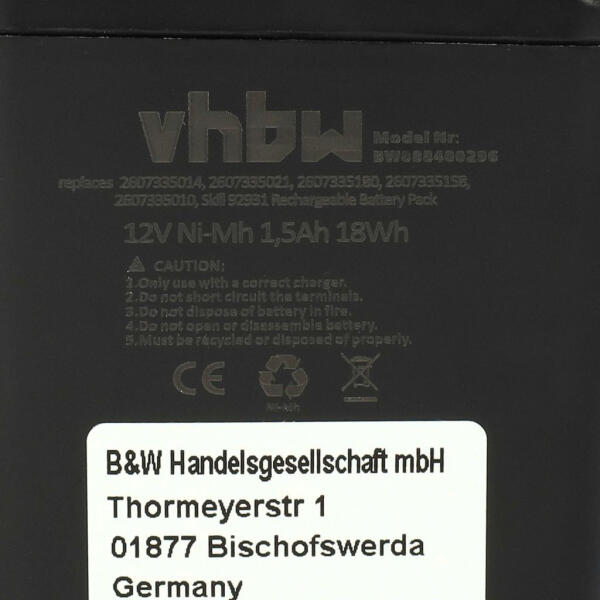 vhbw Model Nr:
BW888400296
replaces 2607335014, 2607335021, 2607335180, 2607335158,
2607335010, Skill 92931 Rechargeable Battery Pack
12V Ni-Mh 1,5Ah 18Wh
CAUTION:
1.Only use with a correct charger.
2.Do not short circuit the terminals.
3.Do not dispose of battery in fire.
4.Do not open or disassemble battery.
5.Must be recycled or disposed of properly.
CE
Ni-Mh
B&W Handelsgesellschaft mbH
Thormeyerstr 1
01877 Bischofswerda
Germany